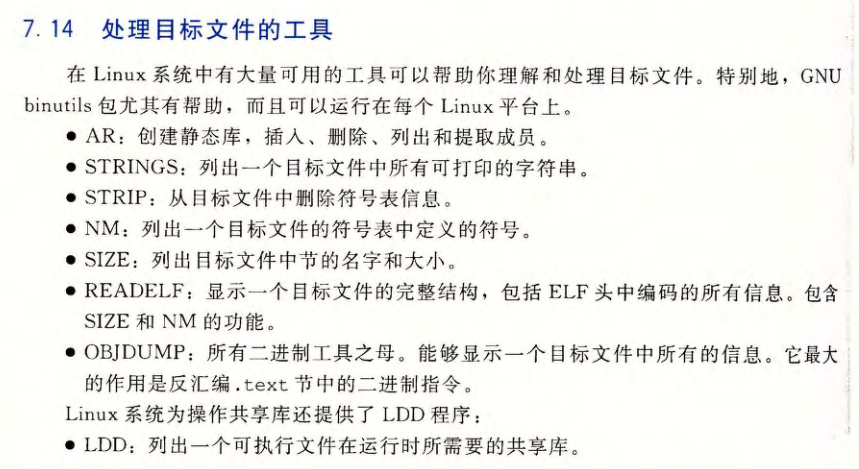 7.14 处理目标文件的工具
在 Linux 系统中有大量可用的工具可以帮助你理解和处理目标文件。特别地，GNU
binutils 包尤其有帮助，而且可以运行在每个 Linux 平台上。
● AR：创建静态库，插入、删除、列出和提取成员。
● STRINGS：列出一个目标文件中所有可打印的字符串。
● STRIP：从目标文件中删除符号表信息。
● NM：列出一个目标文件的符号表中定义的符号。
● SIZE：列出目标文件中节的名字和大小。
● READELF：显示一个目标文件的完整结构，包括 ELF 头中编码的所有信息。包含
SIZE 和 NM 的功能。
● OBJDUMP：所有二进制工具之母。能够显示一个目标文件中所有的信息。它最大
的作用是反汇编.text 节中的二进制指令。
Linux 系统为操作共享库还提供了 LDD 程序：
● LDD：列出一个可执行文件在运行时所需要的共享库。